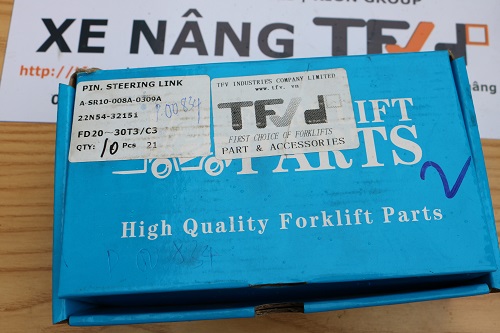 GROUP
XE NÂNG TFV
http://
PIN. STEERING LINK
A-SR10-008A-0309A
22N54-32151
FD20~30T3/C3
QTY: 10 Pcs 21
TFV INDUSTRIES COMPANY LIMITED
www.tfv.vn
TFV
FIRST CHOICE OF FORKLIFTS
PART & ACCESSORIES
LIFT
PARTS
2
High Quality Forklift Parts